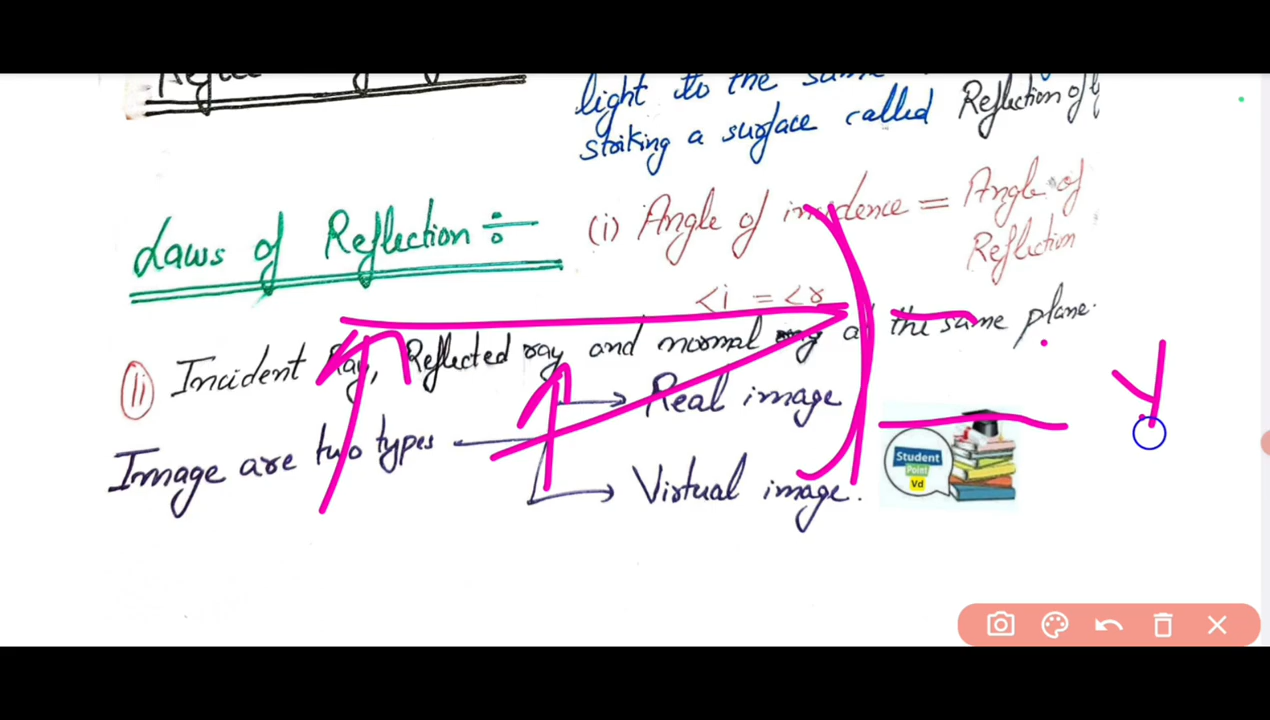 light to the same
striking a surface called Reflection of
Laws of Reflection ÷
(i) Angle of incidence = Angle of
Reflection
<i = <r
(ii) Incident Ray, Reflected ray and normal at the same plane.
Image are two types
Real image
Virtual image.
Student
Point
Vd